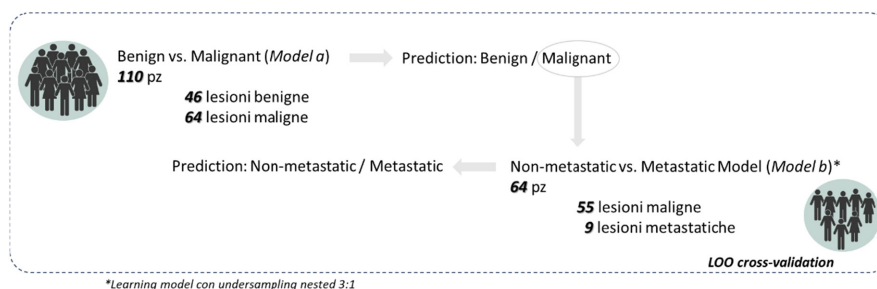 Benign vs. Malignant (Model a)
Prediction: Benign / Malignant
110 pz
46 lesioni benigne
64 lesioni maligne
Prediction: Non-metastatic / Metastatic
Non-metastatic vs. Metastatic Model (Model b)*
64 pz
55 lesioni maligne
9 lesioni metastatiche
LOO cross-validation
*Learning model con undersampling nested 3:1